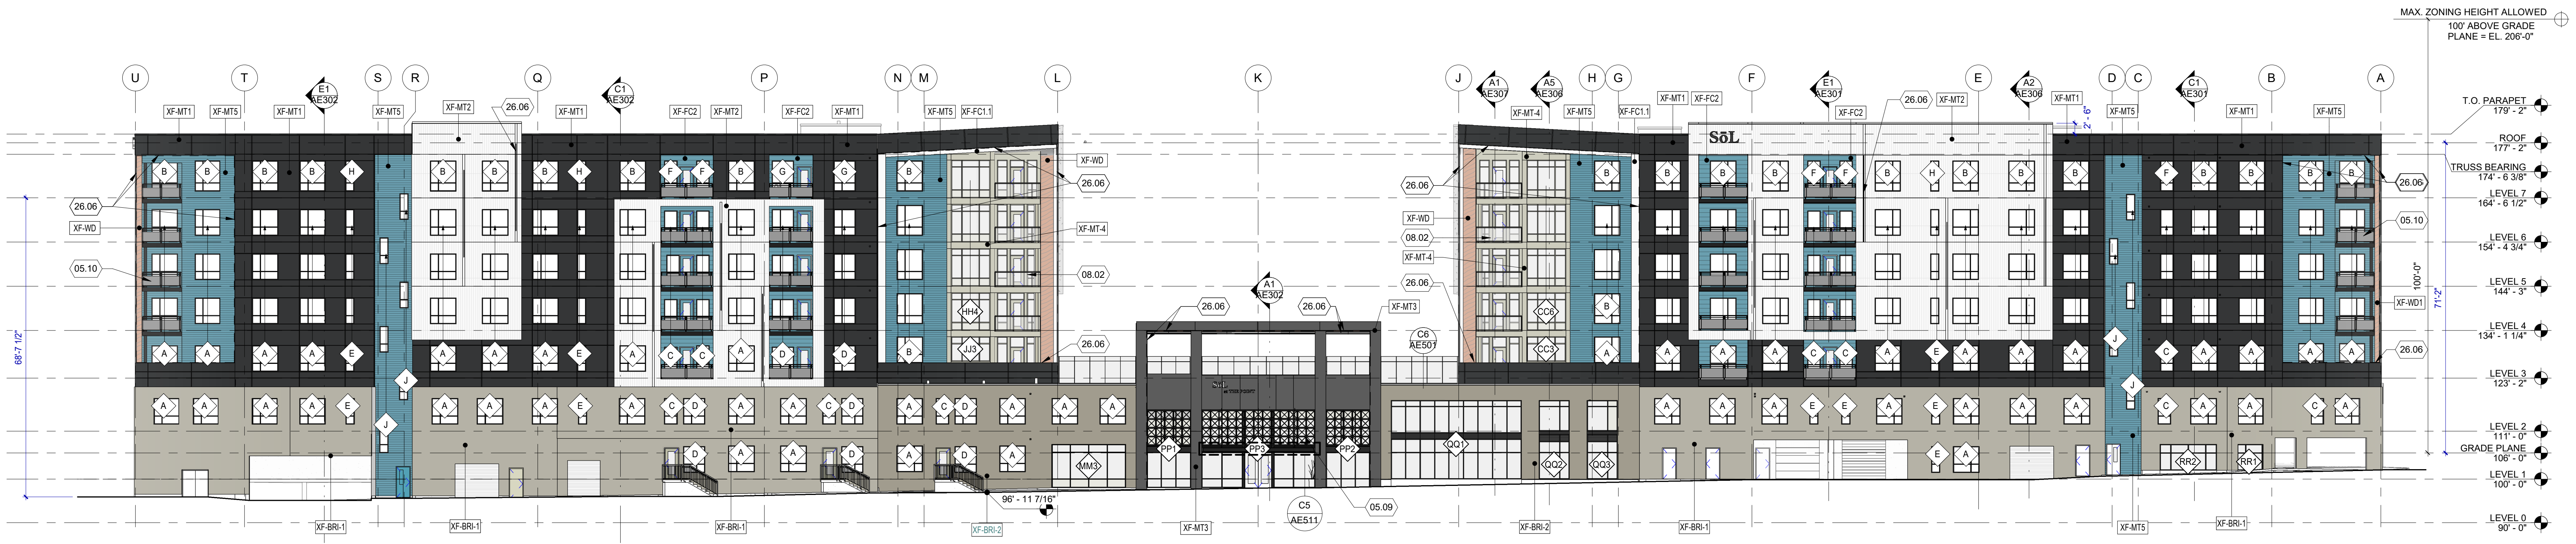 MAX. ZONING HEIGHT ALLOWED
100' ABOVE GRADE
PLANE = EL. 206'-0"
U T S R Q P N M L K J H G F E D C B A
E1
AE302
C1
AE302
A1
AE307
A5
AE306
E1
AE301
A2
AE306
C1
AE301
XF-MT1 XF-MT5 XF-MT1 XF-MT5 XF-MT2 26.06 XF-MT1 XF-FC2 XF-MT2 XF-FC2 XF-MT1 XF-MT5 XF-FC1.1
XF-MT-4 XF-MT5 XF-FC1.1 XF-MT1 XF-FC2 XF-FC2 26.06 XF-MT2 XF-MT1 XF-MT5 XF-MT1 XF-MT5
2' - 6"
T.O. PARAPET
179' - 2"
ROOF
177' - 2"
TRUSS BEARING
174' - 6 3/8"
LEVEL 7
164' - 6 1/2"
LEVEL 6
154' - 4 3/4"
LEVEL 5
144' - 3"
LEVEL 4
134' - 1 1/4"
LEVEL 3
123' - 2"
LEVEL 2
111' - 0"
GRADE PLANE
106' - 0"
LEVEL 1
100' - 0"
LEVEL 0
90' - 0"
100'-0"
71'-2"
68'-7 1/2"
SōL
XF-WD
26.06
XF-MT-4
08.02
26.06
26.06
XF-WD
05.10
26.06
XF-WD
08.02
XF-MT-4
26.06
26.06
05.10
XF-WD1
26.06
B B B B H B B B H B F F B G G B
B B B F F B H B B B F B B B B
HH4
CC6
B
A1
AE302
26.06
26.06
XF-MT3
C6
AE501
A A A A E A A A E A C C A D D B JJ3
CC3 A A A A C C A E A A A C A A A A
J
J
J
J
SōL
A A A A E A A A E A C D A A C D A C D A A A
A A A E E A E A A A C A A C A
D A A D A D MM3 PP1 PP3 PP2 QQ1 QQ2 QQ3 E A RR2 RR1
96' - 11 7/16"
C5
AE511
05.09
XF-BRI-1 XF-BRI-1 XF-BRI-1 XF-BRI-2 XF-MT3 XF-BRI-2 XF-BRI-1 XF-MT5 XF-BRI-1